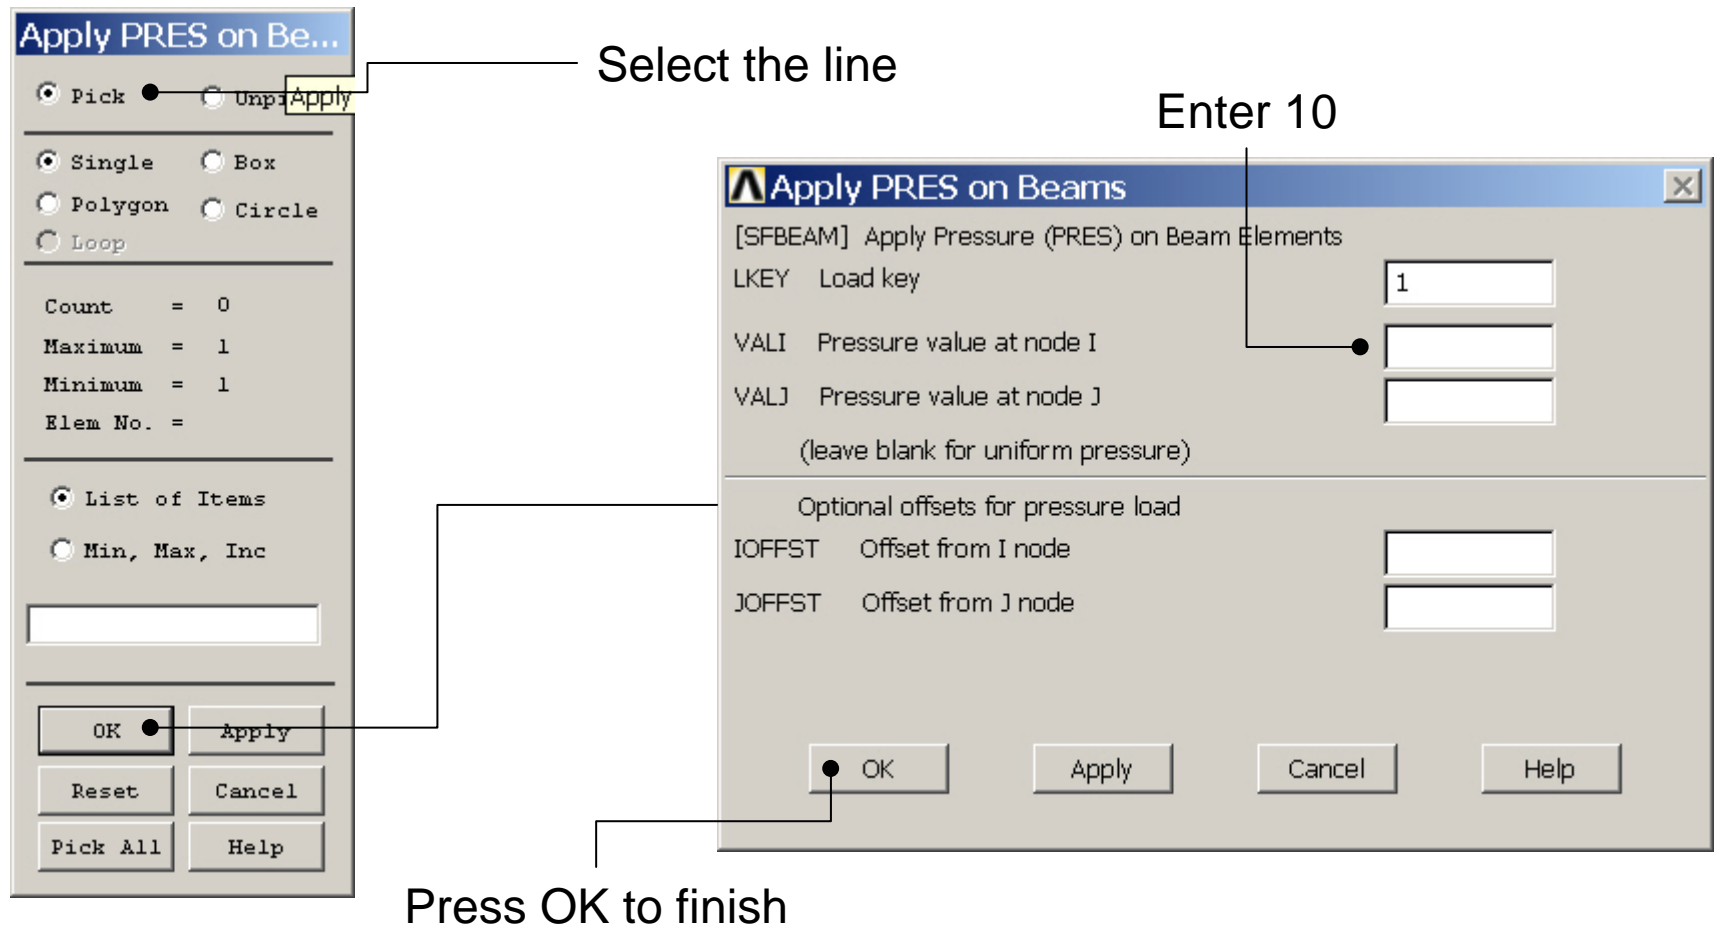 Apply PRES on Be...
Pick Unpi
Apply
Single Box
Polygon Circle
Loop
Count = 0
Maximum = 1
Minimum = 1
Elem No. =
List of Items
Min, Max, Inc
OK Apply
Reset Cancel
Pick All Help
Select the line
Enter 10
Apply PRES on Beams
[SFBEAM] Apply Pressure (PRES) on Beam Elements
LKEY Load key 1
VALI Pressure value at node I
VALJ Pressure value at node J
(leave blank for uniform pressure)
Optional offsets for pressure load
IOFFST Offset from I node
JOFFST Offset from J node
OK Apply Cancel Help
Press OK to finish